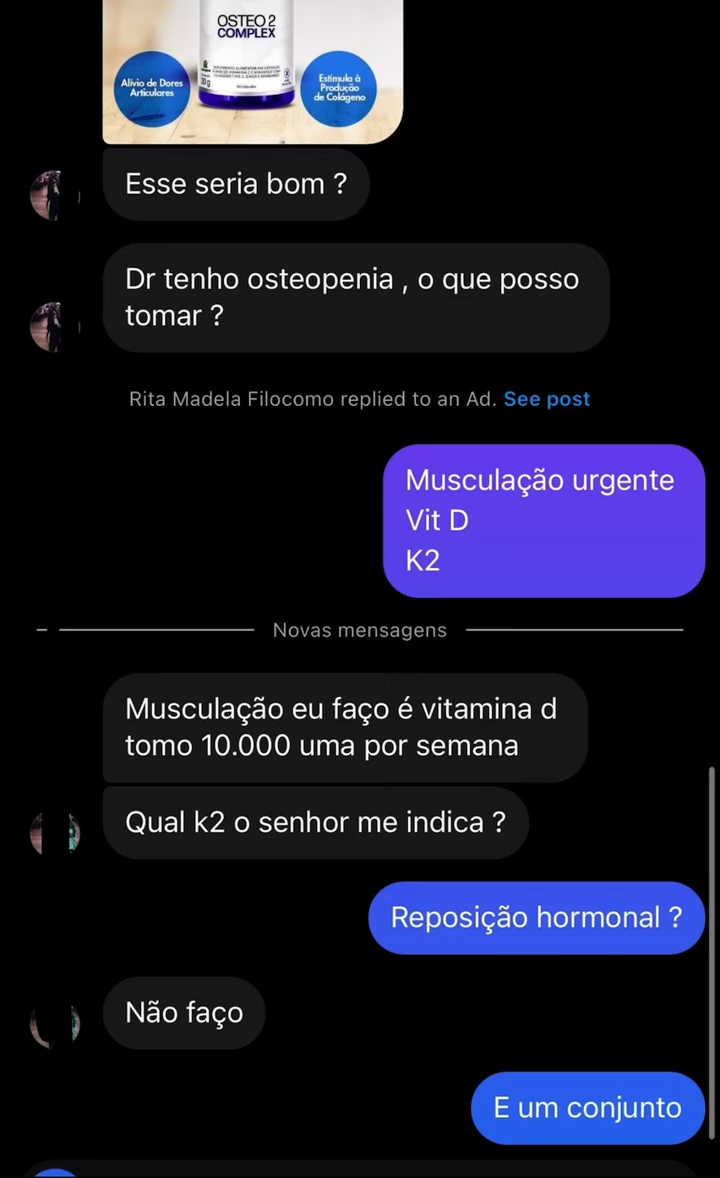 OSTEO 2
COMPLEX
Alívio de Dores
Articulares
Estimula à
Produção
de Colágeno
Esse seria bom ?
Dr tenho osteopenia , o que posso
tomar ?
Rita Madela Filocomo replied to an Ad. See post
Musculação urgente
Vit D
K2
Novas mensagens
Musculação eu faço é vitamina d
tomo 10.000 uma por semana
Qual k2 o senhor me indica ?
Reposição hormonal ?
Não faço
E um conjunto